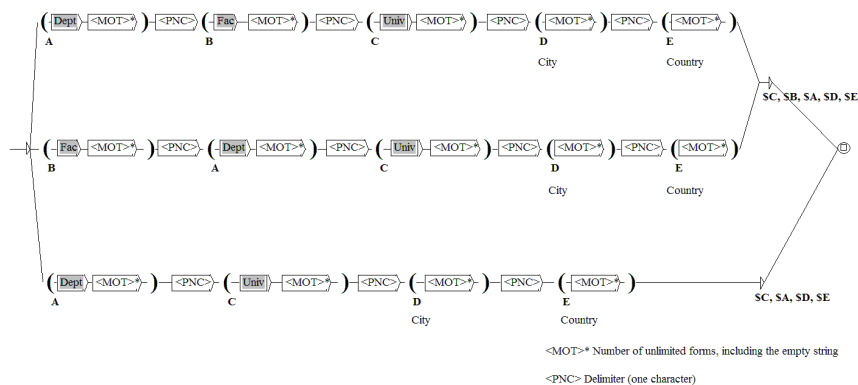 ( Dept <MOT>* ) <PNC> ( Fac <MOT>* ) <PNC> ( Univ <MOT>* ) <PNC> ( <MOT>* ) <PNC> ( <MOT>* )
A B C D E
City Country
$C, $B, $A, $D, $E
( Fac <MOT>* ) <PNC> ( Dept <MOT>* ) <PNC> ( Univ <MOT>* ) <PNC> ( <MOT>* ) <PNC> ( <MOT>* )
B A C D E
City Country
( Dept <MOT>* ) <PNC> ( Univ <MOT>* ) <PNC> ( <MOT>* ) <PNC> ( <MOT>* )
A C D E
$C, $A, $D, $E
City Country
<MOT>* Number of unlimited forms, including the empty string
<PNC> Delimiter (one character)